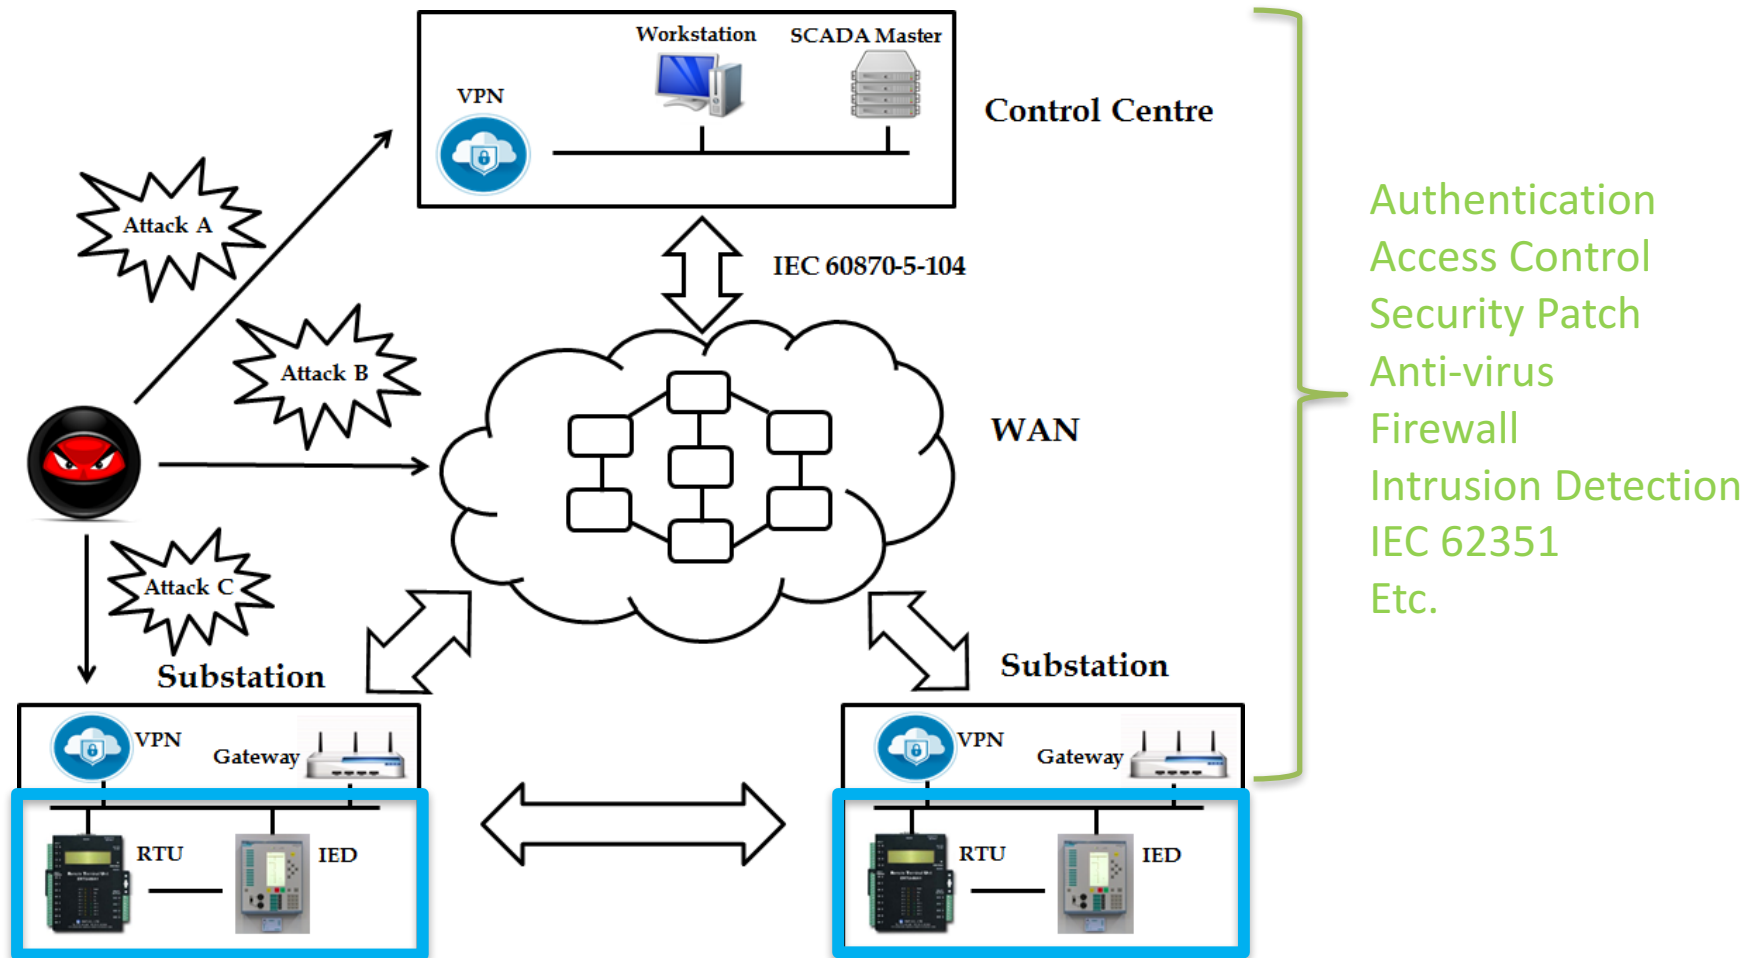 Workstation
SCADA Master
VPN
Control Centre
Attack A
IEC 60870-5-104
Attack B
WAN
Attack C
Substation
VPN
Gateway
RTU
IED
Substation
VPN
Gateway
RTU
IED
Authentication
Access Control
Security Patch
Anti-virus
Firewall
Intrusion Detection
IEC 62351
Etc.